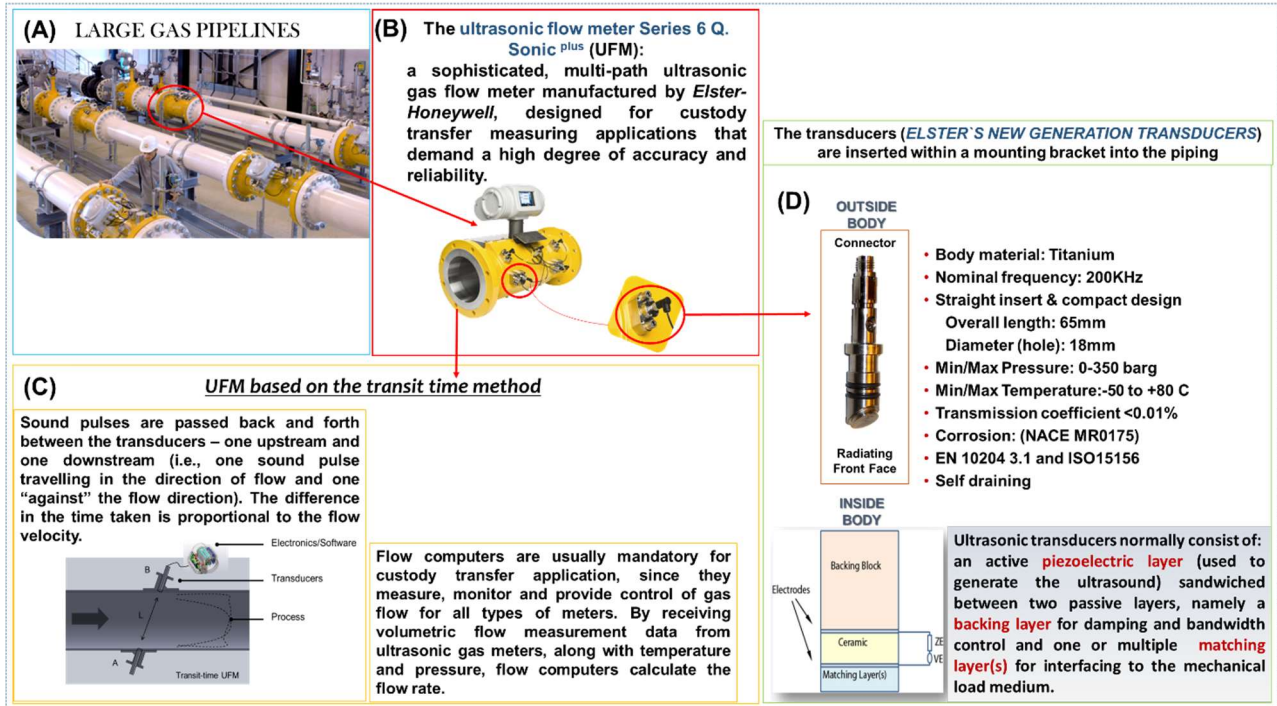 (A) LARGE GAS PIPELINES
(B) The ultrasonic flow meter Series 6 Q.
Sonic plus (UFM):
a sophisticated, multi-path ultrasonic
gas flow meter manufactured by Elster-
Honeywell, designed for custody
transfer measuring applications that
demand a high degree of accuracy and
reliability.
(C) UFM based on the transit time method
Sound pulses are passed back and forth
between the transducers – one upstream and
one downstream (i.e., one sound pulse
travelling in the direction of flow and one
“against” the flow direction). The difference
in the time taken is proportional to the flow
velocity.
Electronics/Software
B
Transducers
L
Process
A
Transit-time UFM
Flow computers are usually mandatory for
custody transfer application, since they
measure, monitor and provide control of gas
flow for all types of meters. By receiving
volumetric flow measurement data from
ultrasonic gas meters, along with temperature
and pressure, flow computers calculate the
flow rate.
The transducers (ELSTER`S NEW GENERATION TRANSDUCERS)
are inserted within a mounting bracket into the piping
(D)
OUTSIDE
BODY
Connector
Radiating
Front Face
• Body material: Titanium
• Nominal frequency: 200KHz
• Straight insert & compact design
Overall length: 65mm
Diameter (hole): 18mm
• Min/Max Pressure: 0-350 barg
• Min/Max Temperature:-50 to +80 C
• Transmission coefficient <0.01%
• Corrosion: (NACE MR0175)
• EN 10204 3.1 and ISO15156
• Self draining
INSIDE
BODY
Backing Block
Electrodes
Ceramic
ZE
VE
Matching Layer(s)
Ultrasonic transducers normally consist of:
an active piezoelectric layer (used to
generate the ultrasound) sandwiched
between two passive layers, namely a
backing layer for damping and bandwidth
control and one or multiple matching
layer(s) for interfacing to the mechanical
load medium.